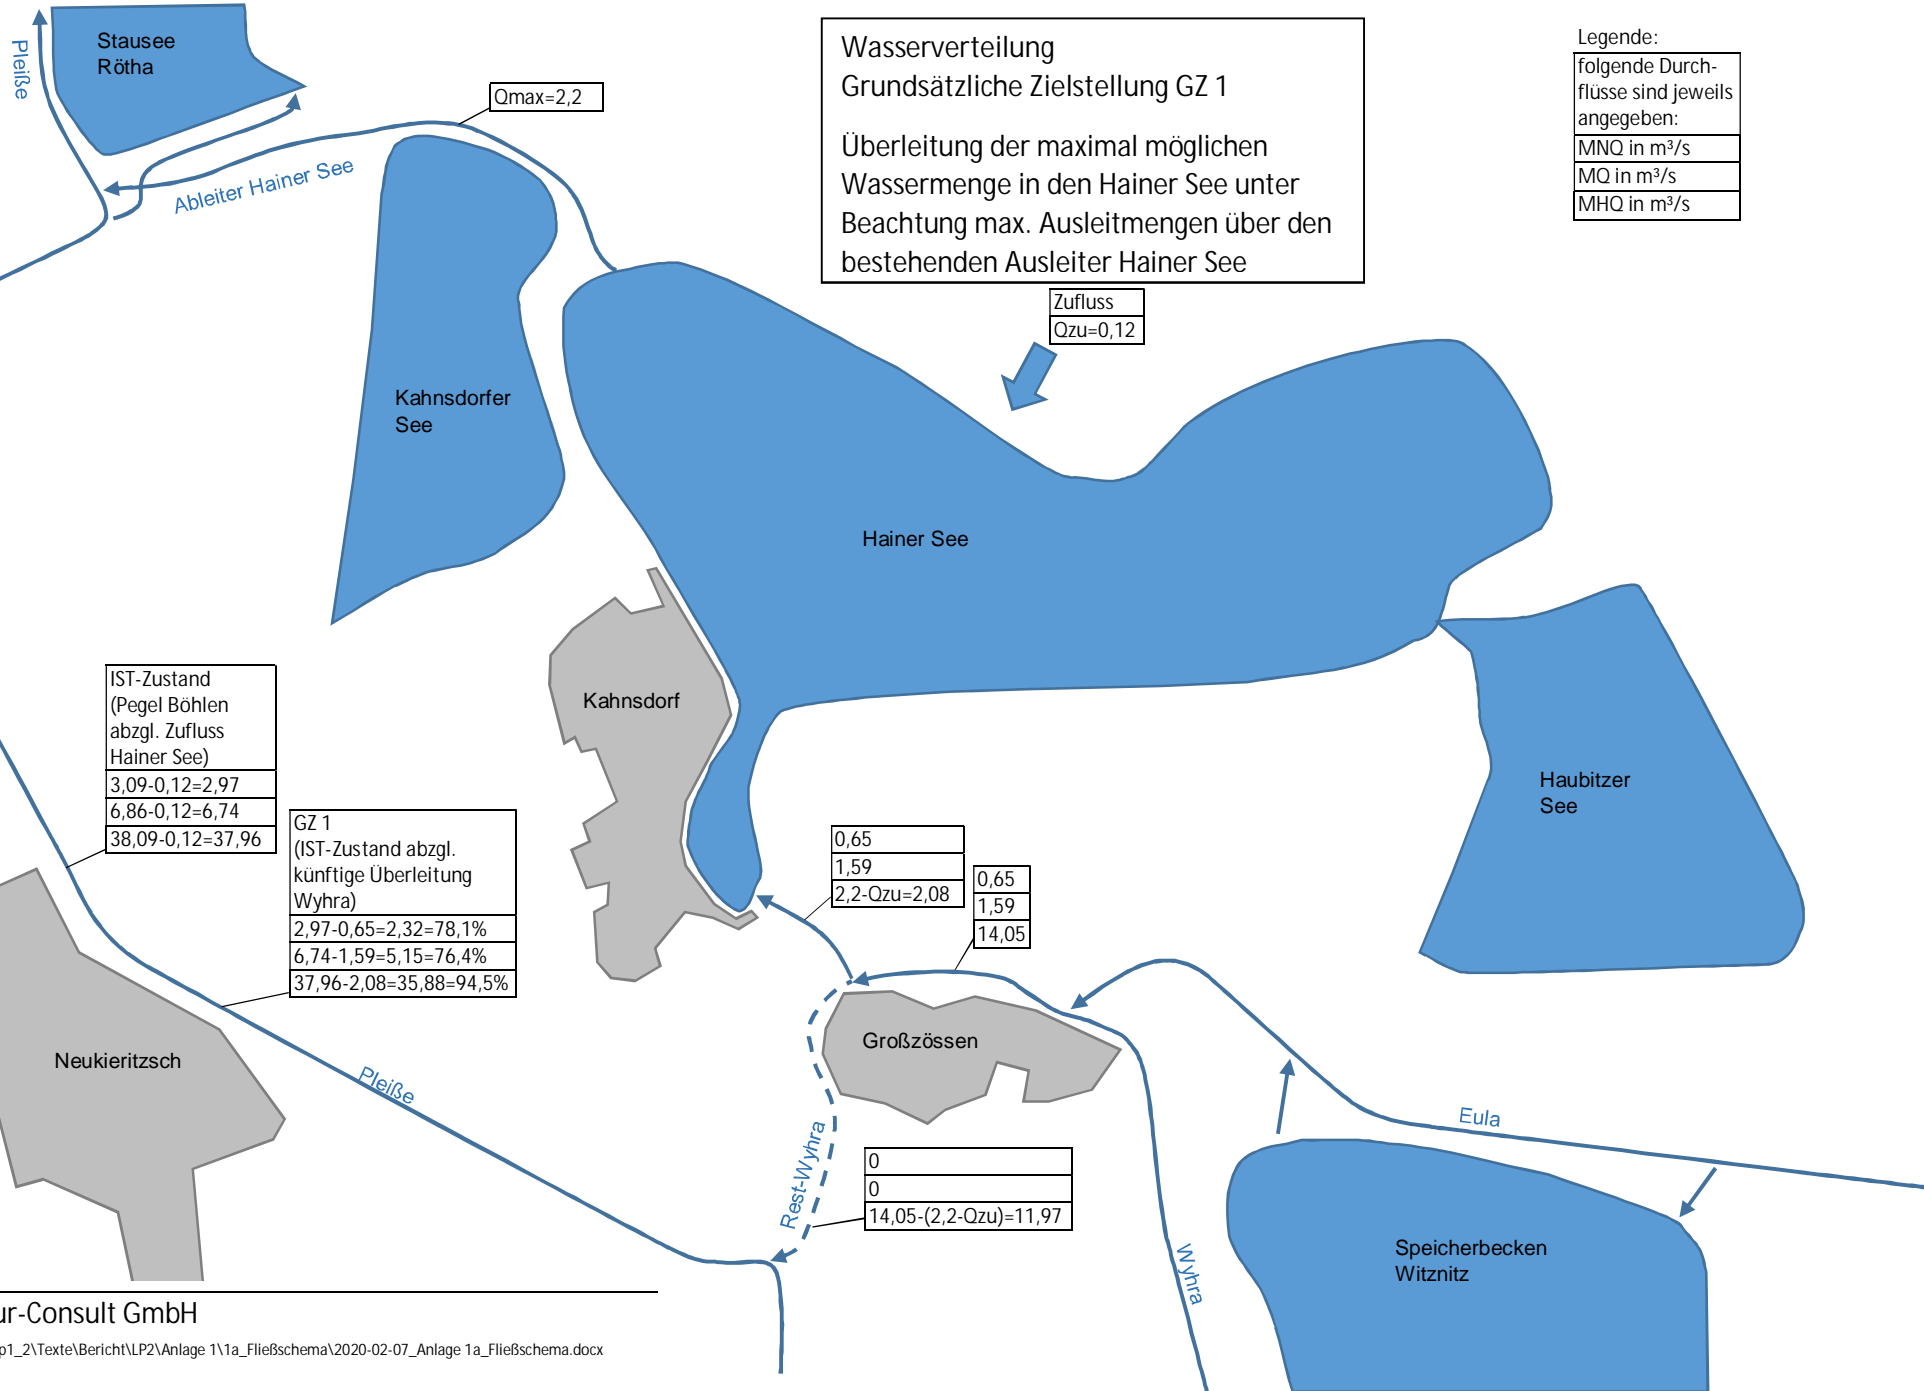 Pleiße
Stausee
Rötha
Qmax=2,2
Ableiter Hainer See
Wasserverteilung
Grundsätzliche Zielstellung GZ 1
Überleitung der maximal möglichen
Wassermenge in den Hainer See unter
Beachtung max. Ausleitmengen über den
bestehenden Ausleiter Hainer See
Legende:
folgende Durch-
flüsse sind jeweils
angegeben:
MNQ in m³/s
MQ in m³/s
MHQ in m³/s
Zufluss
Qzu=0,12
Kahnsdorfer
See
Hainer See
Kahnsdorf
Haubitzer
See
IST-Zustand
(Pegel Böhlen
abzgl. Zufluss
Hainer See)
3,09-0,12=2,97
6,86-0,12=6,74
38,09-0,12=37,96
GZ 1
(IST-Zustand abzgl.
künftige Überleitung
Wyhra)
2,97-0,65=2,32=78,1%
6,74-1,59=5,15=76,4%
37,96-2,08=35,88=94,5%
0,65
1,59
2,2-Qzu=2,08
0,65
1,59
14,05
Großzössen
Neukieritzsch
Pleiße
Eula
Rest-Wyhra
0
0
14,05-(2,2-Qzu)=11,97
Wyhra
Speicherbecken
Witznitz
ur-Consult GmbH
p1_2\Texte\Bericht\LP2\Anlage 1\1a_Fließschema\2020-02-07_Anlage 1a_Fließschema.docx